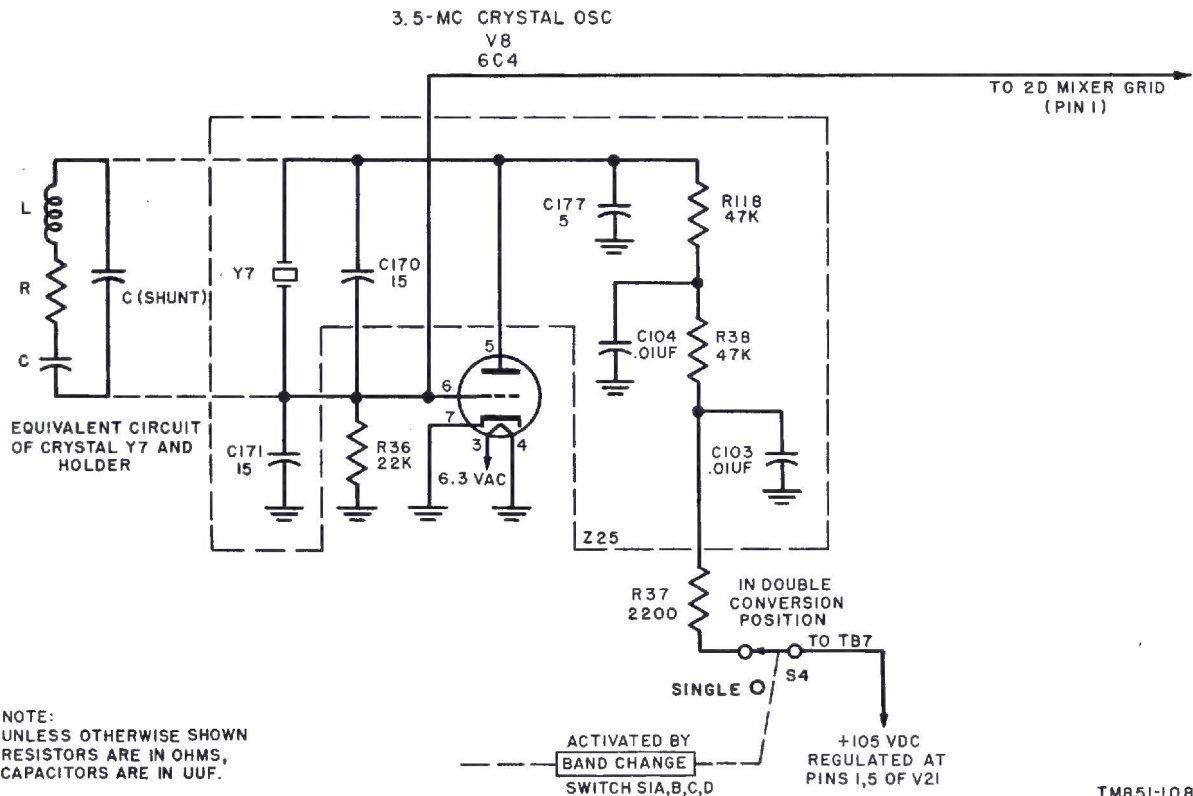 3.5-MC CRYSTAL OSC
V8
6C4
TO 2D MIXER GRID
(PIN 1)
L
R
C
C (SHUNT)
Y7
C170
15
C177
5
R118
47K
C104
.01UF
R38
47K
5
6
7
3
4
EQUIVALENT CIRCUIT
OF CRYSTAL Y7 AND
HOLDER
C171
15
R36
22K
6.3 VAC
C103
.01UF
Z25
R37
2200
IN DOUBLE
CONVERSION
POSITION
TO TB7
S4
SINGLE
NOTE:
UNLESS OTHERWISE SHOWN
RESISTORS ARE IN OHMS,
CAPACITORS ARE IN UUF.
ACTIVATED BY
BAND CHANGE
SWITCH S1A,B,C,D
+105 VDC
REGULATED AT
PINS 1,5 OF V21
TM851-108